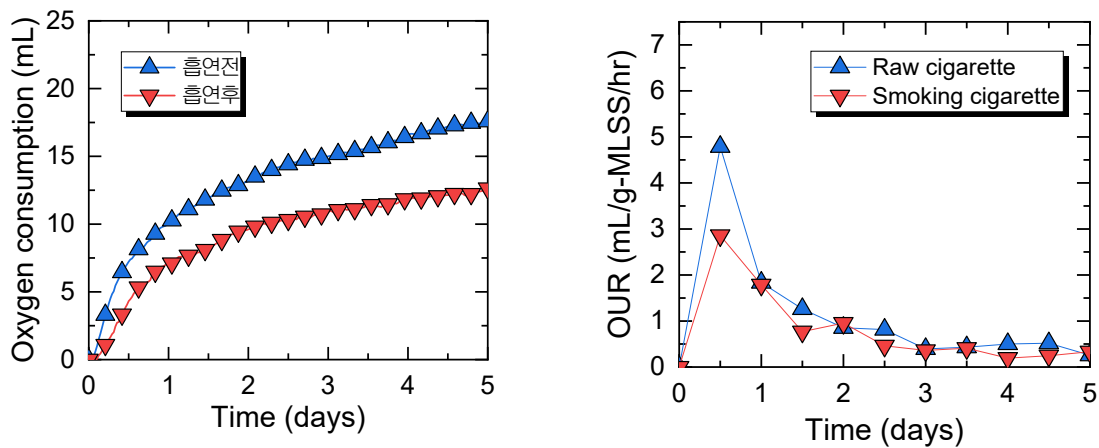 Oxygen consumption (mL)
25
20
15
10
5
0
흡연전
흡연후
0 1 2 3 4 5
Time (days)
OUR (mL/g-MLSS/hr)
7
6
5
4
3
2
1
0
Raw cigarette
Smoking cigarette
0 1 2 3 4 5
Time (days)